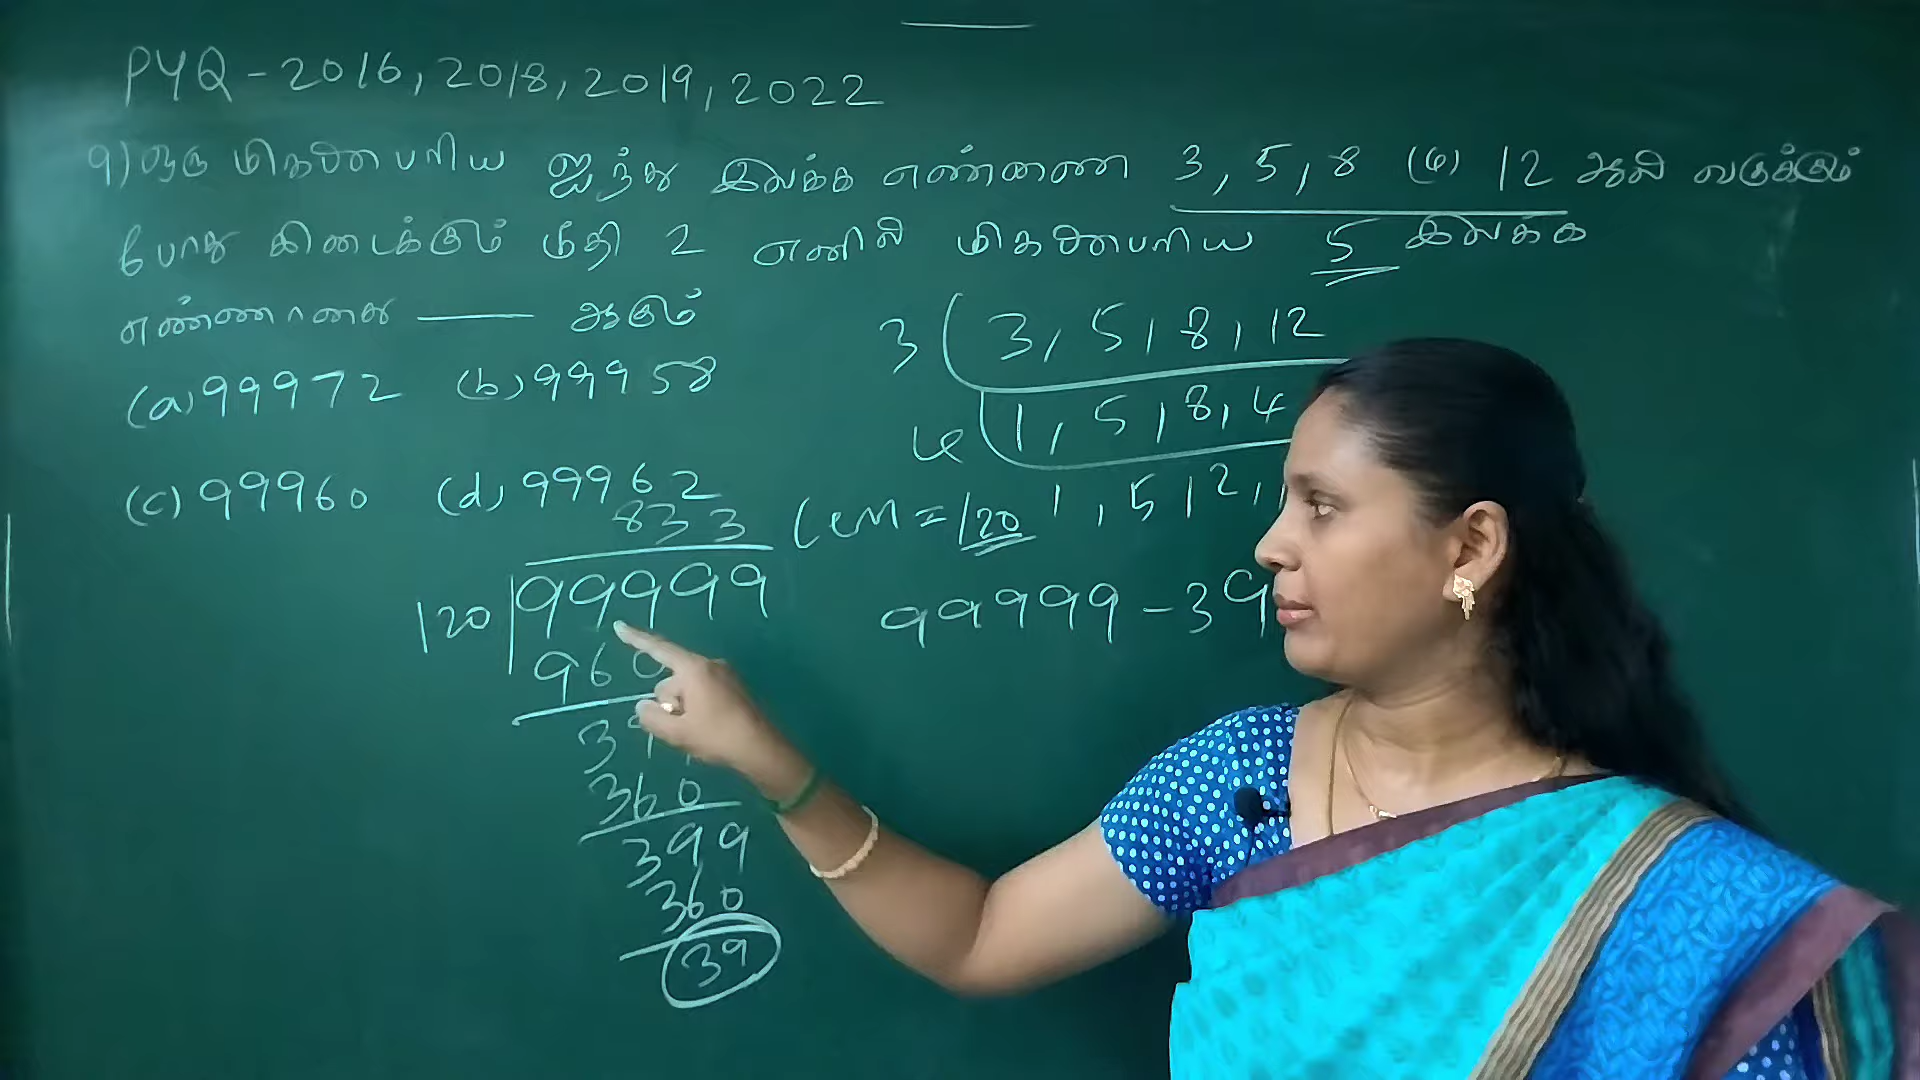 PYQ - 2016, 2018, 2019, 2022
9) ஒரு மிகப்பெரிய ஐந்து இலக்க எண்ணை 3, 5, 8 (ம) 12 ஆல் வகுக்கும்
போது கிடைக்கும் மீதி 2 எனில் மிகப்பெரிய 5 இலக்க
எண்ணானது ——— ஆகும்
(a) 99972 (b) 99958
(c) 99960 (d) 99962
3 ( 3, 5, 8, 12
4 ( 1, 5, 8, 4
1, 5, 2,
LCM = 120
833
120 | 99999
960
39
360
399
360
39
99999 - 39